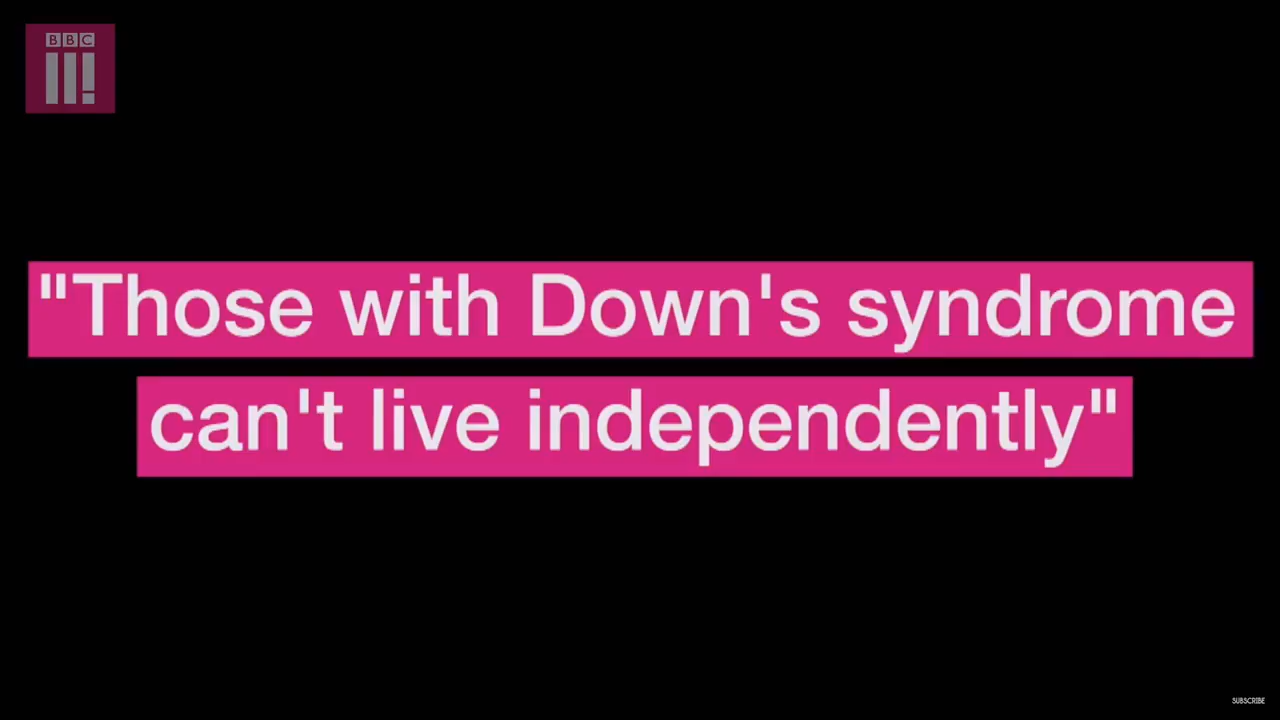 BBC
"Those with Down's syndrome
can't live independently"
SUBSCRIBE